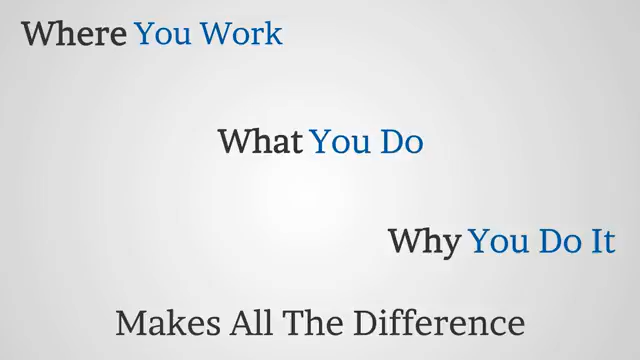 Where You Work
What You Do
Why You Do It
Makes All The Difference